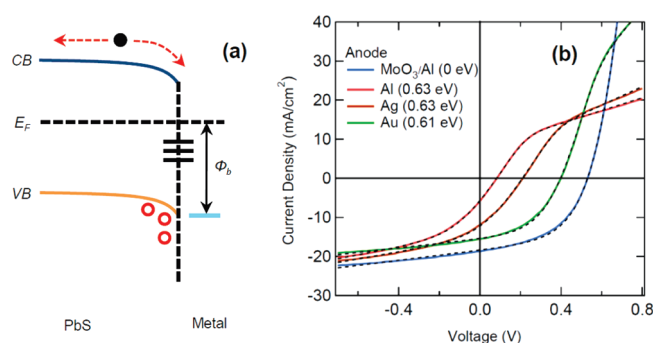 (a)
CB
E_F
Φ_b
VB
PbS
Metal
(b)
Anode
MoO3/Al (0 eV)
Al (0.63 eV)
Ag (0.63 eV)
Au (0.61 eV)
Current Density (mA/cm²)
40
30
20
10
0
-10
-20
-30
-0.4
0.0
0.4
0.8
Voltage (V)